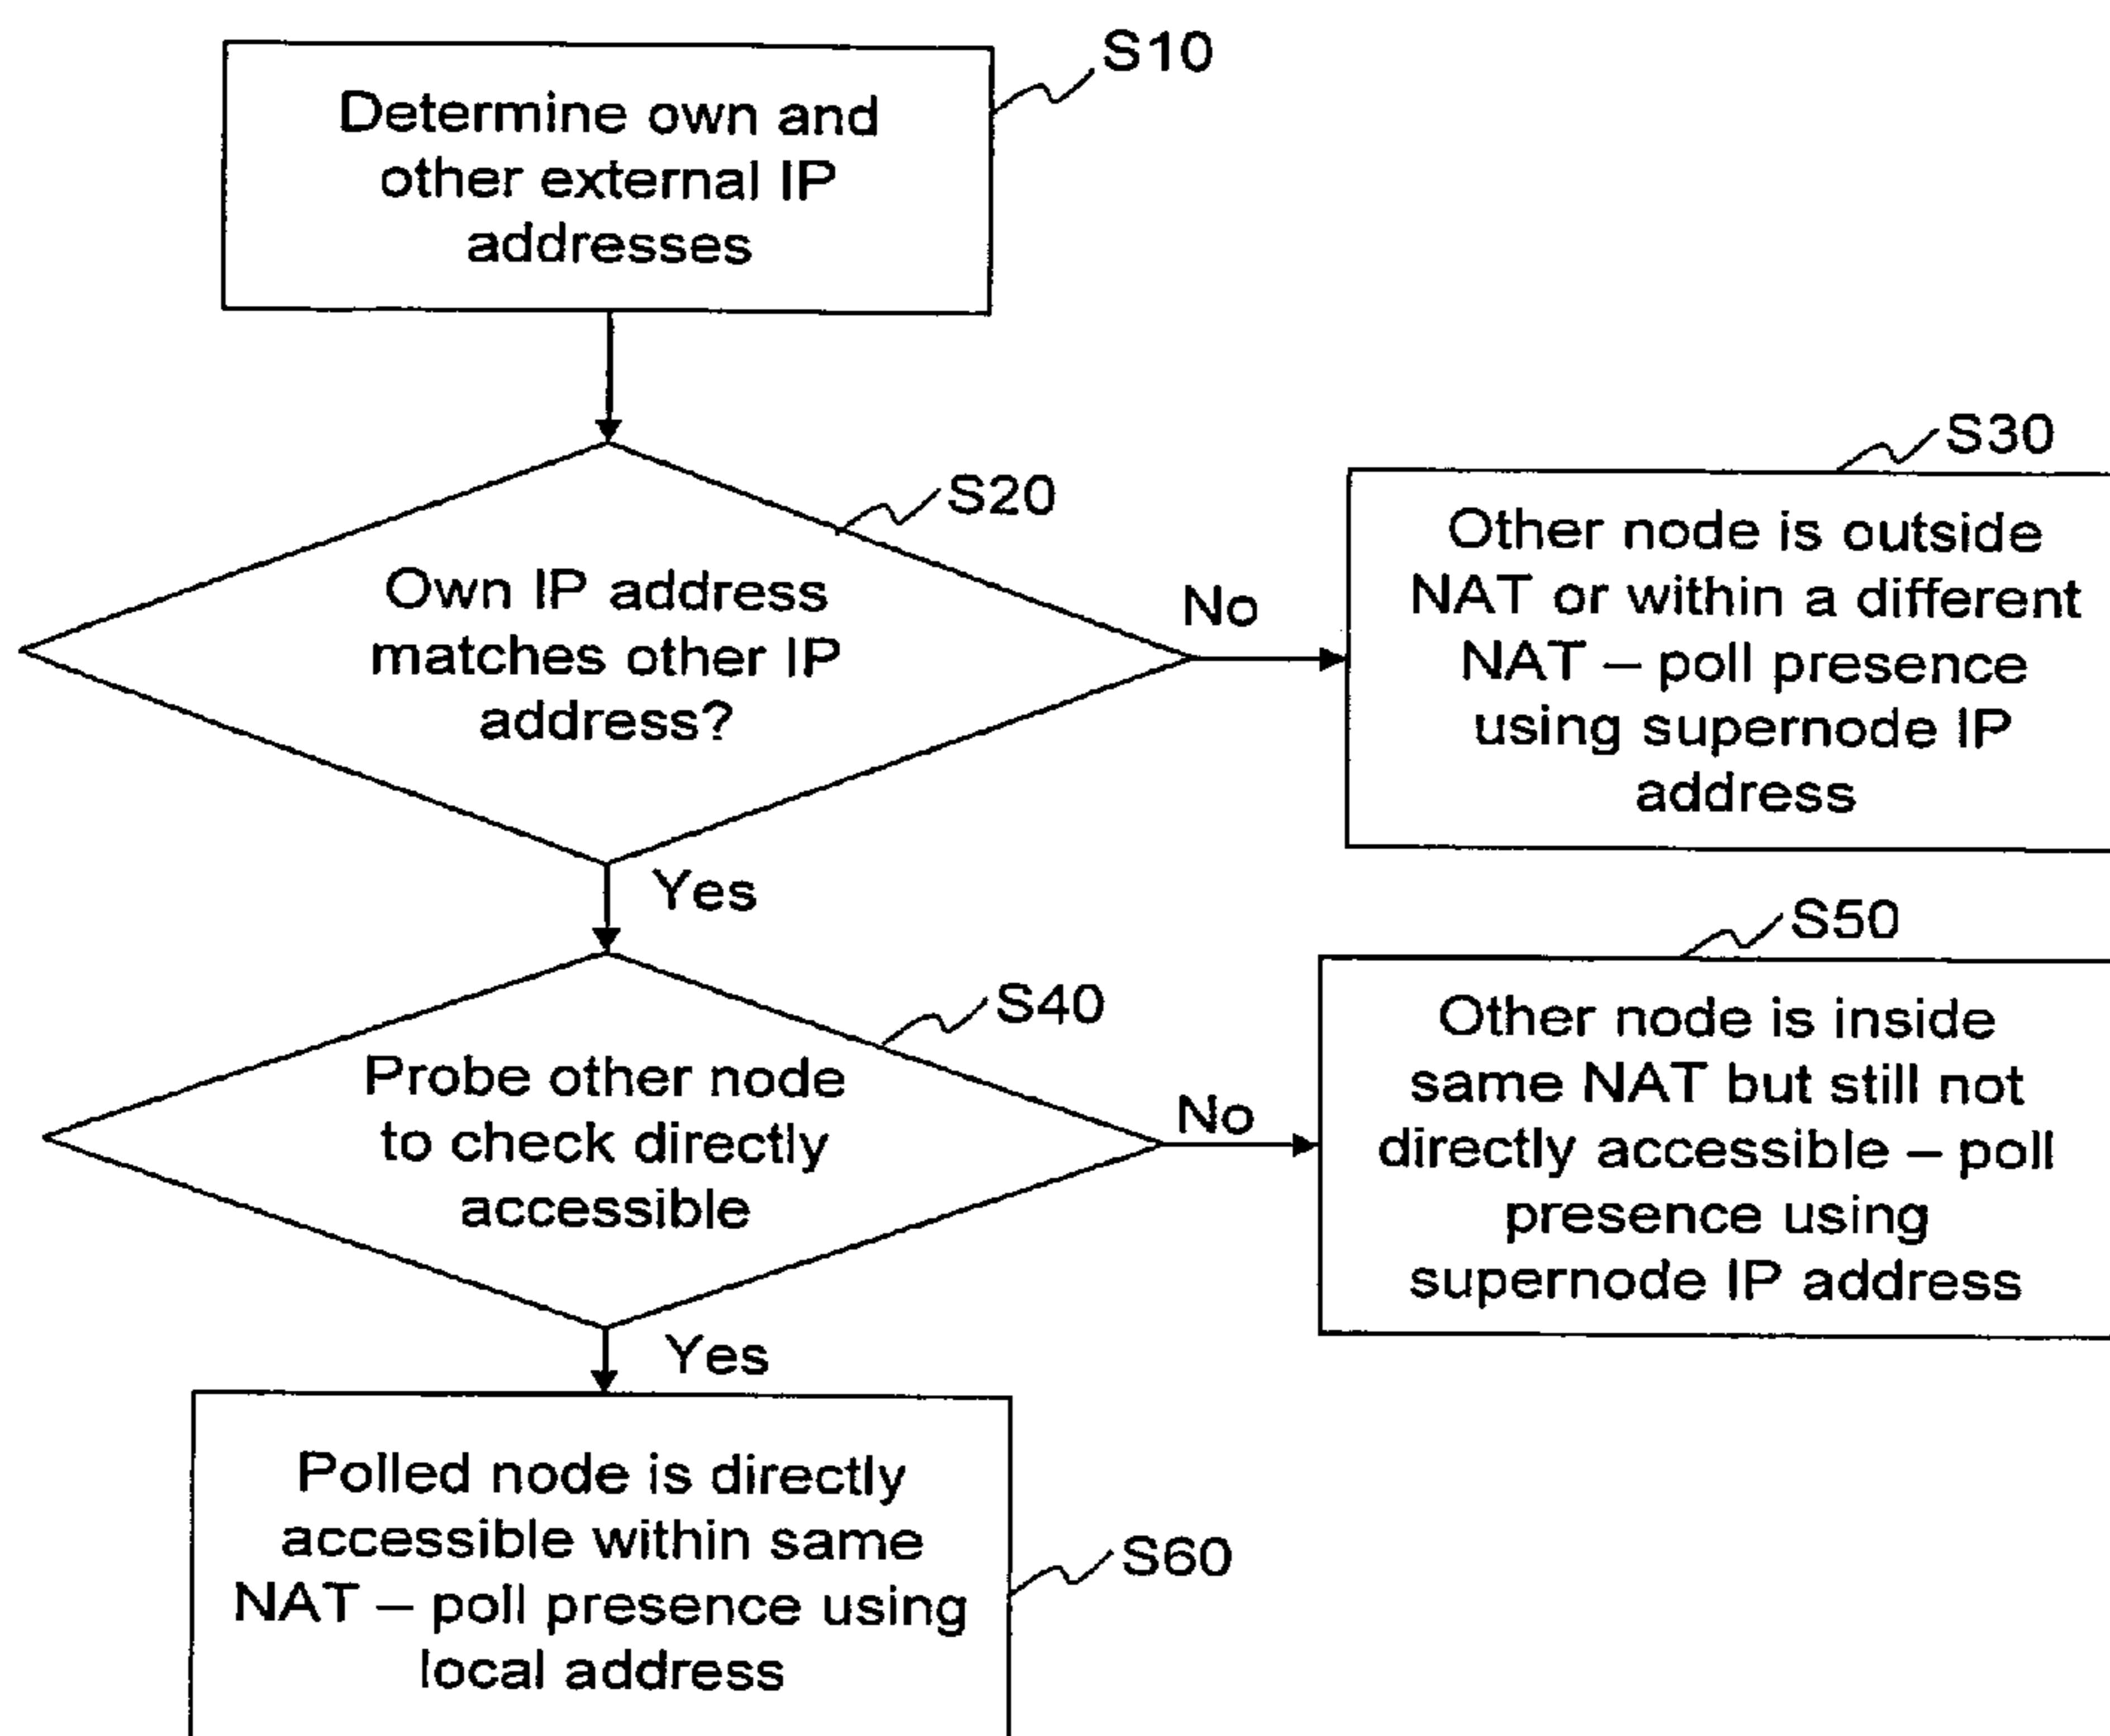 S10
Determine own and
other external IP
addresses
S20
Own IP address
matches other IP
address?
No
S30
Other node is outside
NAT or within a different
NAT – poll presence
using supernode IP
address
Yes
S40
Probe other node
to check directly
accessible
No
S50
Other node is inside
same NAT but still not
directly accessible – poll
presence using
supernode IP address
Yes
Polled node is directly
accessible within same
NAT – poll presence using
local address
S60